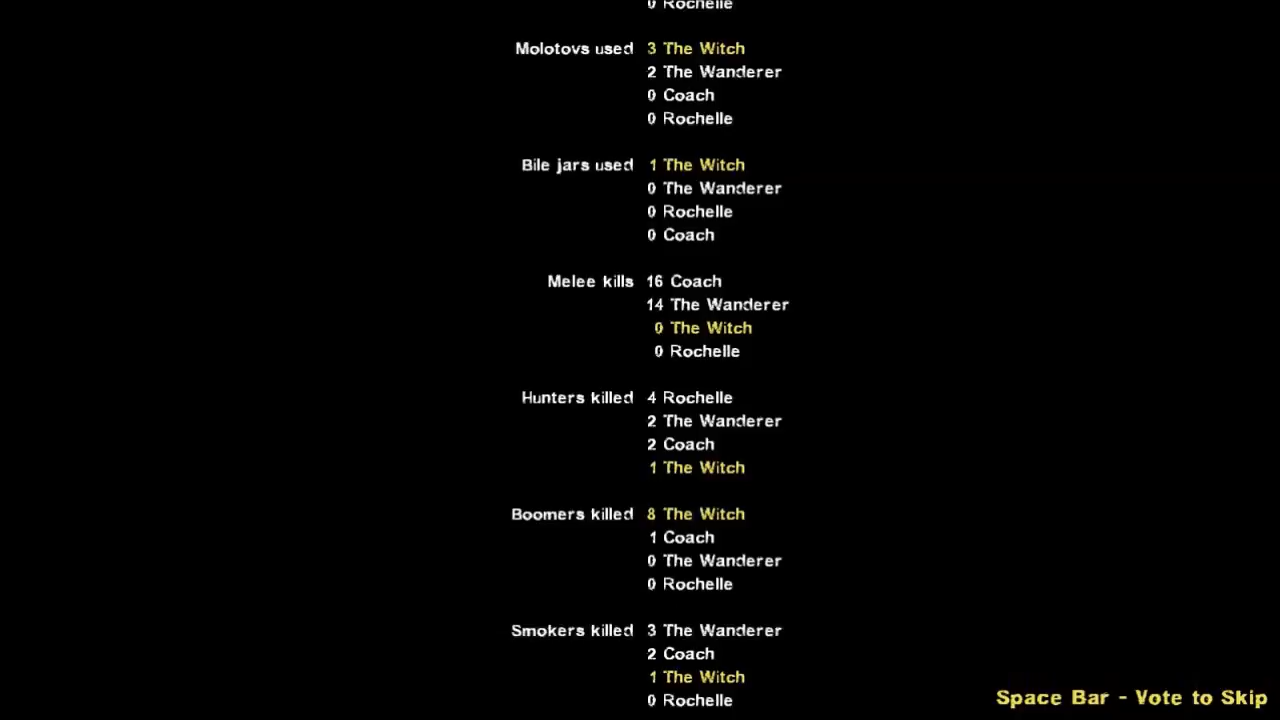 0 Rochelle
Molotovs used 3 The Witch
2 The Wanderer
0 Coach
0 Rochelle
Bile jars used 1 The Witch
0 The Wanderer
0 Rochelle
0 Coach
Melee kills 16 Coach
14 The Wanderer
0 The Witch
0 Rochelle
Hunters killed 4 Rochelle
2 The Wanderer
2 Coach
1 The Witch
Boomers killed 8 The Witch
1 Coach
0 The Wanderer
0 Rochelle
Smokers killed 3 The Wanderer
2 Coach
1 The Witch
0 Rochelle
Space Bar - Vote to Skip